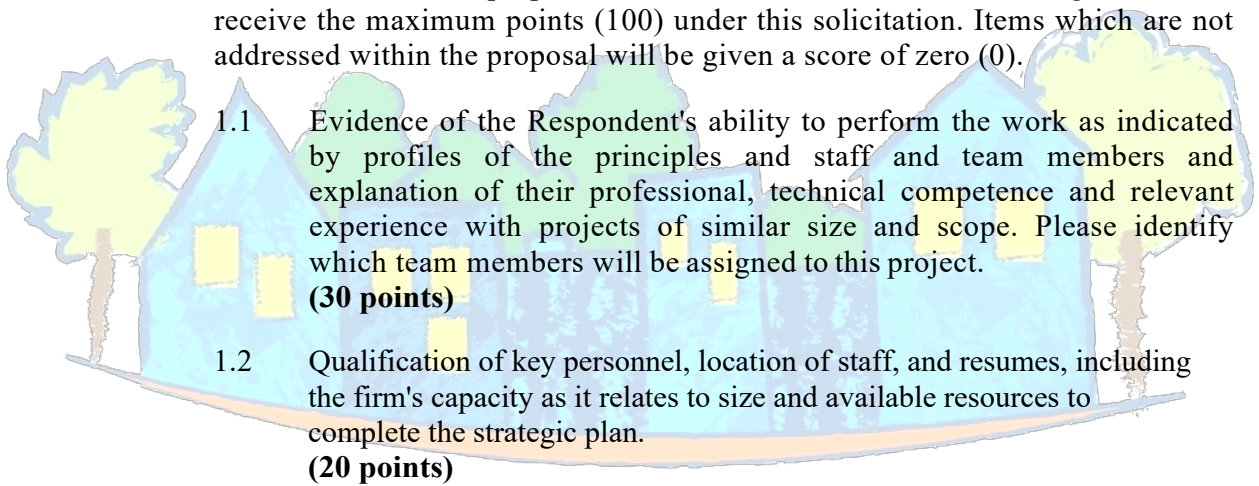 receive the maximum points (100) under this solicitation. Items which are not
addressed within the proposal will be given a score of zero (0).
1.1 Evidence of the Respondent's ability to perform the work as indicated
by profiles of the principles and staff and team members and
explanation of their professional, technical competence and relevant
experience with projects of similar size and scope. Please identify
which team members will be assigned to this project.
(30 points)
1.2 Qualification of key personnel, location of staff, and resumes, including
the firm's capacity as it relates to size and available resources to
complete the strategic plan.
(20 points)